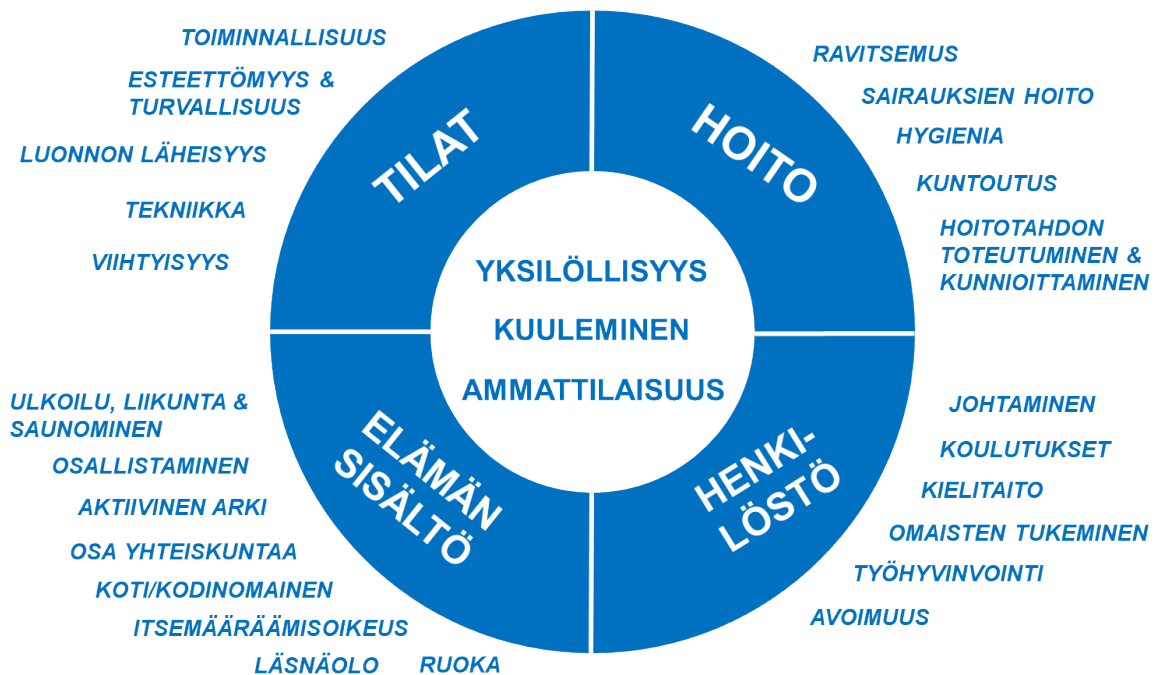 TILAT
TOIMINNALLISUUS
ESTEETTÖMYYS &
TURVALLISUUS
LUONNON LÄHEISYYS
TEKNIIKKA
VIIHTYISYYS
HOITO
RAVITSEMUS
SAIRAUKSIEN HOITO
HYGIENIA
KUNTOUTUS
HOITOTAHDON
TOTEUTUMINEN &
KUNNIOITTAMINEN
YKSILÖLLISYYS
KUULEMINEN
AMMATTILAISUUS
ELÄMÄN
SISÄLTÖ
ULKOILU, LIIKUNTA &
SAUNOMINEN
OSALLISTAMINEN
AKTIIVINEN ARKI
OSA YHTEISKUNTAA
KOTI/KODINOMAINEN
ITSEMÄÄRÄÄMISOIKEUS
LÄSNÄOLO
RUOKA
HENKI-
LÖSTÖ
JOHTAMINEN
KOULUTUKSET
KIELITAITO
OMAISTEN TUKEMINEN
TYÖHYVINVOINTI
AVOIMUUS